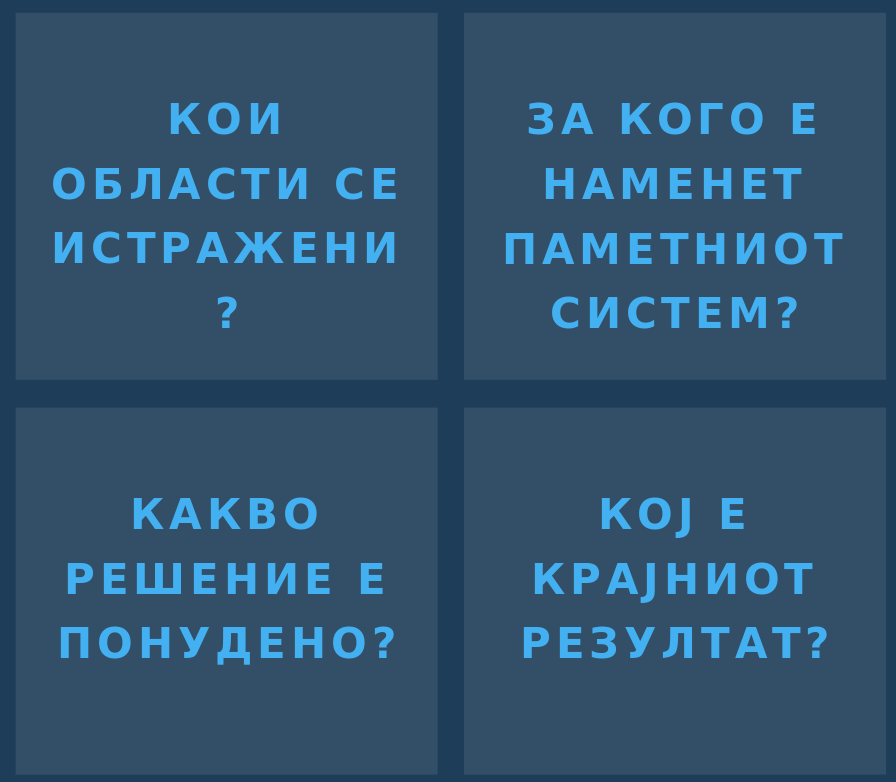 КОИ
ОБЛАСТИ СЕ
ИСТРАЖЕНИ
?
ЗА КОГО Е
НАМЕНЕТ
ПАМЕТНИОТ
СИСТЕМ?
КАКВО
РЕШЕНИЕ Е
ПОНУДЕНО?
КОЈ Е
КРАЈНИОТ
РЕЗУЛТАТ?